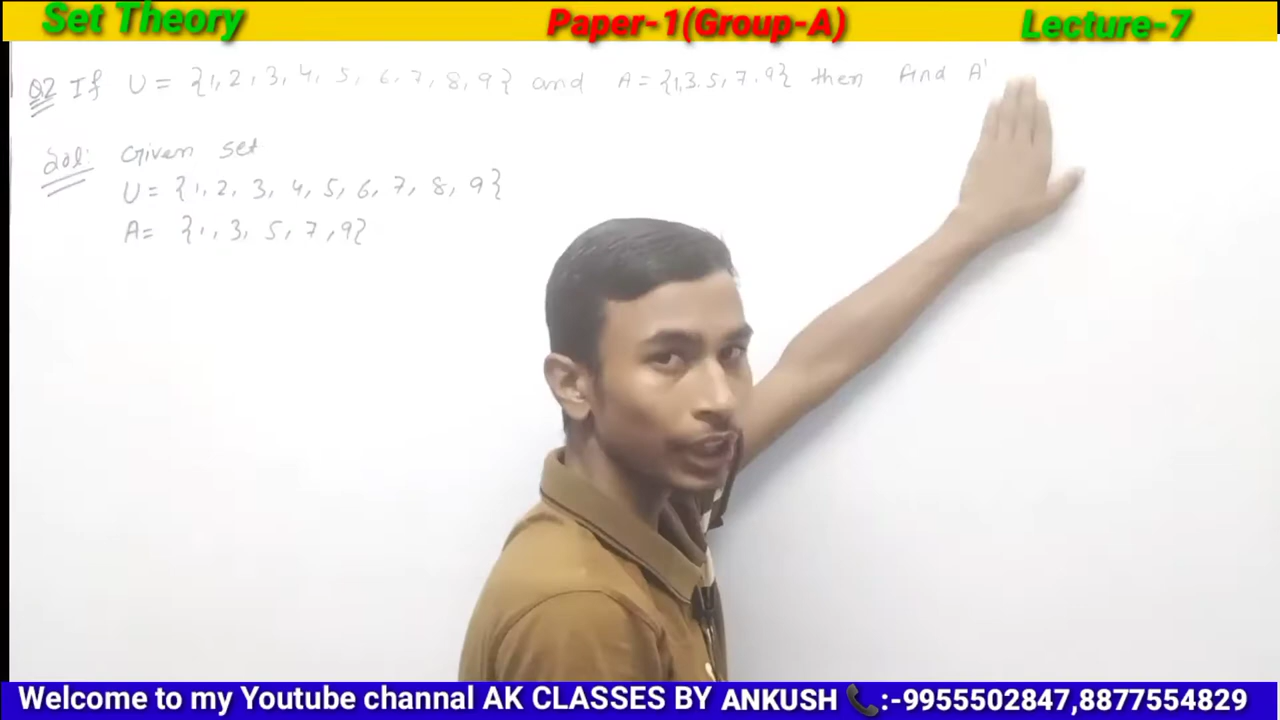 Set Theory Paper-1(Group-A) Lecture-7
Q2 If U = {1, 2, 3, 4, 5, 6, 7, 8, 9} and A = {1,3.5, 7, 9} then find A'
Sol: Given set
U = {1, 2, 3, 4, 5, 6, 7, 8, 9}
A = {1, 3, 5, 7, 9}
Welcome to my Youtube channal AK CLASSES BY ANKUSH 📞:-9955502847,8877554829